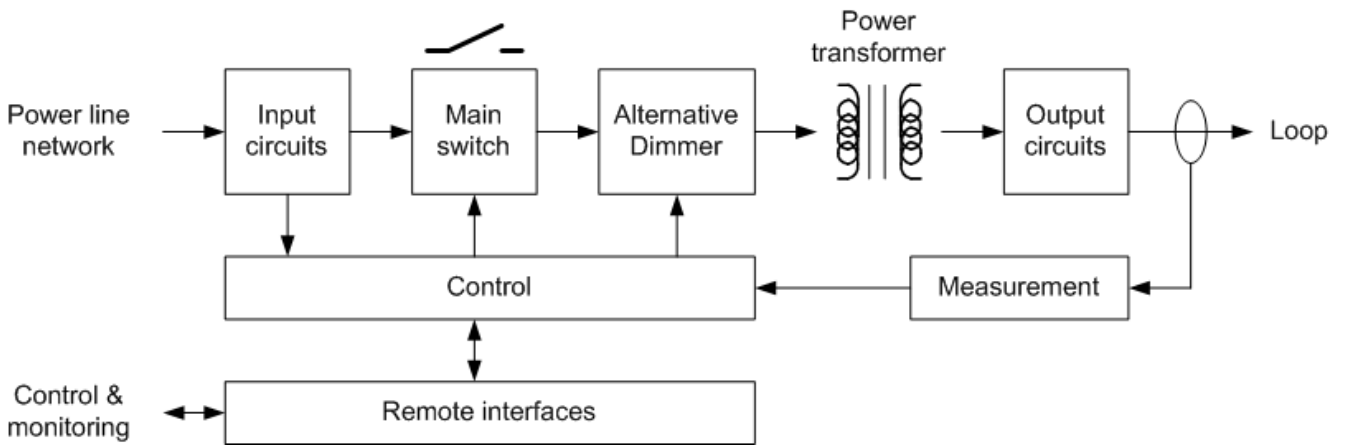 Power
transformer
Power line
network
Input
circuits
Main
switch
Alternative
Dimmer
Output
circuits
Loop
Control
Measurement
Control &
monitoring
Remote interfaces